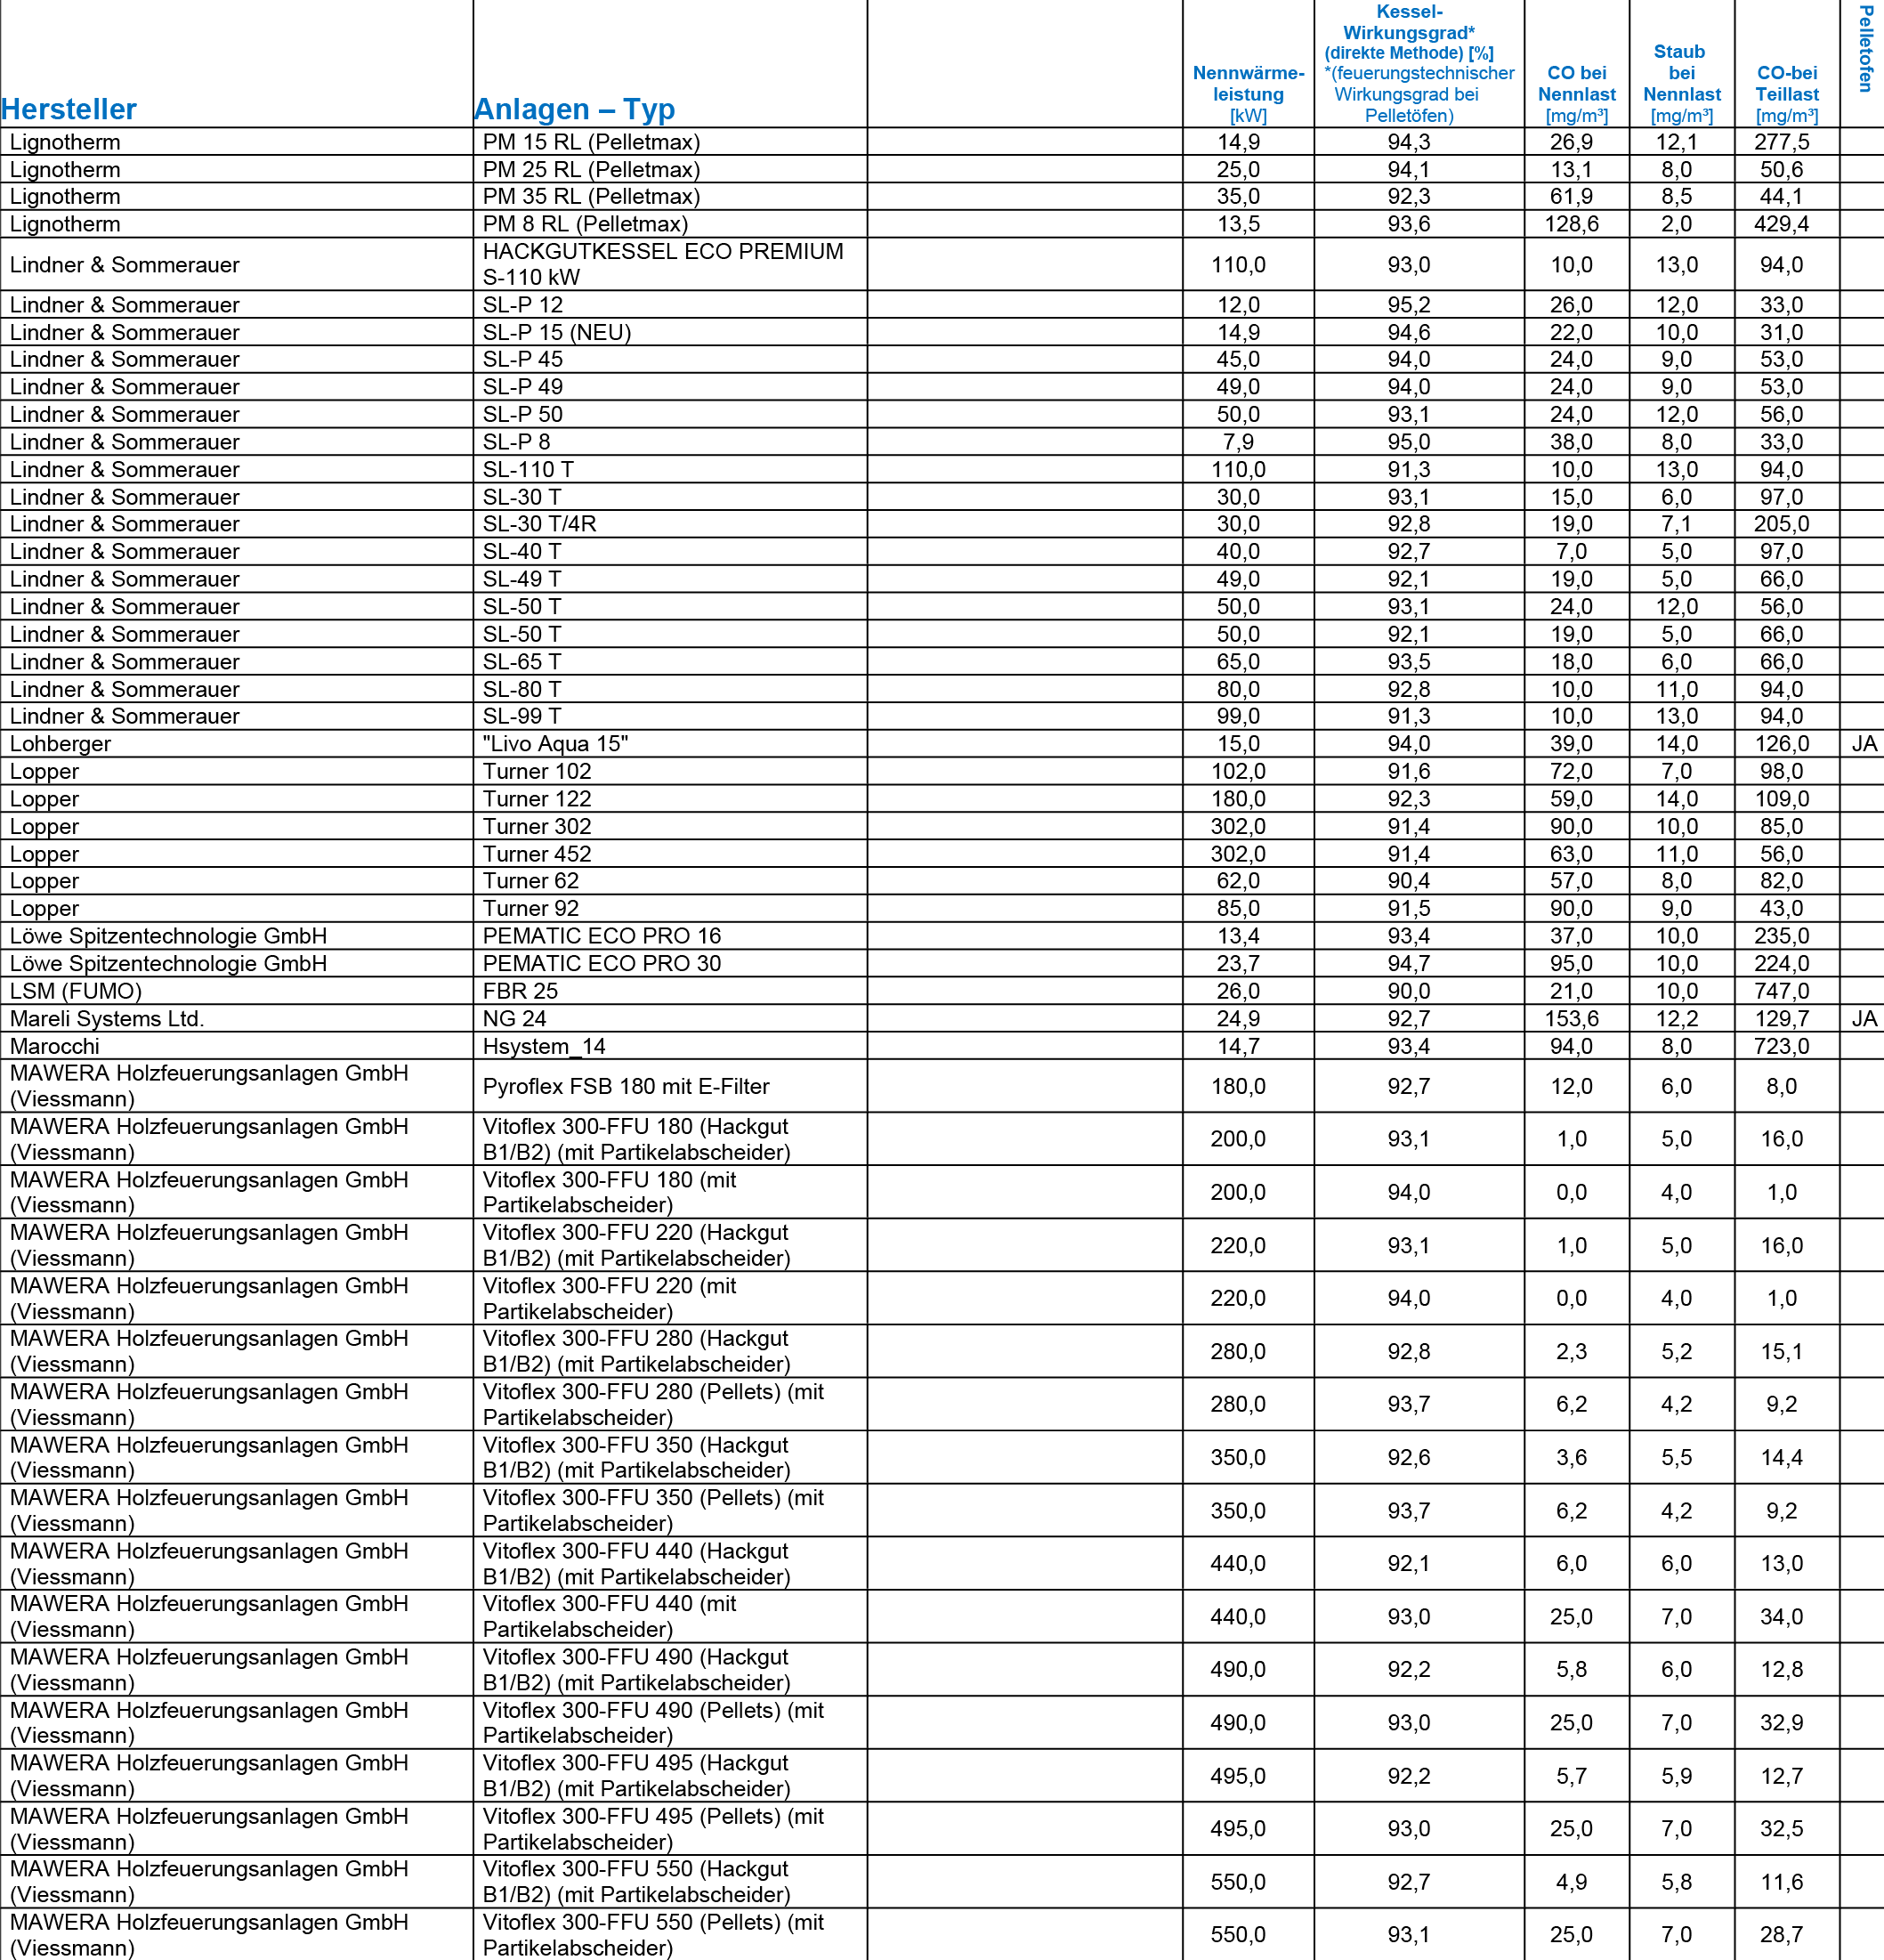 Hersteller Anlagen – Typ Nennwärme-leistung [kW] Kessel-Wirkungsgrad* (direkte Methode) [%] *(feuerungstechnischer Wirkungsgrad bei Pelletöfen) CO bei Nennlast [mg/m³] Staub bei Nennlast [mg/m³] CO-bei Teillast [mg/m³] Pelletofen
Lignotherm PM 15 RL (Pelletmax) 14,9 94,3 26,9 12,1 277,5
Lignotherm PM 25 RL (Pelletmax) 25,0 94,1 13,1 8,0 50,6
Lignotherm PM 35 RL (Pelletmax) 35,0 92,3 61,9 8,5 44,1
Lignotherm PM 8 RL (Pelletmax) 13,5 93,6 128,6 2,0 429,4
Lindner & Sommerauer HACKGUTKESSEL ECO PREMIUM S-110 kW 110,0 93,0 10,0 13,0 94,0
Lindner & Sommerauer SL-P 12 12,0 95,2 26,0 12,0 33,0
Lindner & Sommerauer SL-P 15 (NEU) 14,9 94,6 22,0 10,0 31,0
Lindner & Sommerauer SL-P 45 45,0 94,0 24,0 9,0 53,0
Lindner & Sommerauer SL-P 49 49,0 94,0 24,0 9,0 53,0
Lindner & Sommerauer SL-P 50 50,0 93,1 24,0 12,0 56,0
Lindner & Sommerauer SL-P 8 7,9 95,0 38,0 8,0 33,0
Lindner & Sommerauer SL-110 T 110,0 91,3 10,0 13,0 94,0
Lindner & Sommerauer SL-30 T 30,0 93,1 15,0 6,0 97,0
Lindner & Sommerauer SL-30 T/4R 30,0 92,8 19,0 7,1 205,0
Lindner & Sommerauer SL-40 T 40,0 92,7 7,0 5,0 97,0
Lindner & Sommerauer SL-49 T 49,0 92,1 19,0 5,0 66,0
Lindner & Sommerauer SL-50 T 50,0 93,1 24,0 12,0 56,0
Lindner & Sommerauer SL-50 T 50,0 92,1 19,0 5,0 66,0
Lindner & Sommerauer SL-65 T 65,0 93,5 18,0 6,0 66,0
Lindner & Sommerauer SL-80 T 80,0 92,8 10,0 11,0 94,0
Lindner & Sommerauer SL-99 T 99,0 91,3 10,0 13,0 94,0
Lohberger "Livo Aqua 15" 15,0 94,0 39,0 14,0 126,0 JA
Lopper Turner 102 102,0 91,6 72,0 7,0 98,0
Lopper Turner 122 180,0 92,3 59,0 14,0 109,0
Lopper Turner 302 302,0 91,4 90,0 10,0 85,0
Lopper Turner 452 302,0 91,4 63,0 11,0 56,0
Lopper Turner 62 62,0 90,4 57,0 8,0 82,0
Lopper Turner 92 85,0 91,5 90,0 9,0 43,0
Löwe Spitzentechnologie GmbH PEMATIC ECO PRO 16 13,4 93,4 37,0 10,0 235,0
Löwe Spitzentechnologie GmbH PEMATIC ECO PRO 30 23,7 94,7 95,0 10,0 224,0
LSM (FUMO) FBR 25 26,0 90,0 21,0 10,0 747,0
Mareli Systems Ltd. NG 24 24,9 92,7 153,6 12,2 129,7 JA
Marocchi Hsystem_14 14,7 93,4 94,0 8,0 723,0
MAWERA Holzfeuerungsanlagen GmbH (Viessmann) Pyroflex FSB 180 mit E-Filter 180,0 92,7 12,0 6,0 8,0
MAWERA Holzfeuerungsanlagen GmbH (Viessmann) Vitoflex 300-FFU 180 (Hackgut B1/B2) (mit Partikelabscheider) 200,0 93,1 1,0 5,0 16,0
MAWERA Holzfeuerungsanlagen GmbH (Viessmann) Vitoflex 300-FFU 180 (mit Partikelabscheider) 200,0 94,0 0,0 4,0 1,0
MAWERA Holzfeuerungsanlagen GmbH (Viessmann) Vitoflex 300-FFU 220 (Hackgut B1/B2) (mit Partikelabscheider) 220,0 93,1 1,0 5,0 16,0
MAWERA Holzfeuerungsanlagen GmbH (Viessmann) Vitoflex 300-FFU 220 (mit Partikelabscheider) 220,0 94,0 0,0 4,0 1,0
MAWERA Holzfeuerungsanlagen GmbH (Viessmann) Vitoflex 300-FFU 280 (Hackgut B1/B2) (mit Partikelabscheider) 280,0 92,8 2,3 5,2 15,1
MAWERA Holzfeuerungsanlagen GmbH (Viessmann) Vitoflex 300-FFU 280 (Pellets) (mit Partikelabscheider) 280,0 93,7 6,2 4,2 9,2
MAWERA Holzfeuerungsanlagen GmbH (Viessmann) Vitoflex 300-FFU 350 (Hackgut B1/B2) (mit Partikelabscheider) 350,0 92,6 3,6 5,5 14,4
MAWERA Holzfeuerungsanlagen GmbH (Viessmann) Vitoflex 300-FFU 350 (Pellets) (mit Partikelabscheider) 350,0 93,7 6,2 4,2 9,2
MAWERA Holzfeuerungsanlagen GmbH (Viessmann) Vitoflex 300-FFU 440 (Hackgut B1/B2) (mit Partikelabscheider) 440,0 92,1 6,0 6,0 13,0
MAWERA Holzfeuerungsanlagen GmbH (Viessmann) Vitoflex 300-FFU 440 (mit Partikelabscheider) 440,0 93,0 25,0 7,0 34,0
MAWERA Holzfeuerungsanlagen GmbH (Viessmann) Vitoflex 300-FFU 490 (Hackgut B1/B2) (mit Partikelabscheider) 490,0 92,2 5,8 6,0 12,8
MAWERA Holzfeuerungsanlagen GmbH (Viessmann) Vitoflex 300-FFU 490 (Pellets) (mit Partikelabscheider) 490,0 93,0 25,0 7,0 32,9
MAWERA Holzfeuerungsanlagen GmbH (Viessmann) Vitoflex 300-FFU 495 (Hackgut B1/B2) (mit Partikelabscheider) 495,0 92,2 5,7 5,9 12,7
MAWERA Holzfeuerungsanlagen GmbH (Viessmann) Vitoflex 300-FFU 495 (Pellets) (mit Partikelabscheider) 495,0 93,0 25,0 7,0 32,5
MAWERA Holzfeuerungsanlagen GmbH (Viessmann) Vitoflex 300-FFU 550 (Hackgut B1/B2) (mit Partikelabscheider) 550,0 92,7 4,9 5,8 11,6
MAWERA Holzfeuerungsanlagen GmbH (Viessmann) Vitoflex 300-FFU 550 (Pellets) (mit Partikelabscheider) 550,0 93,1 25,0 7,0 28,7